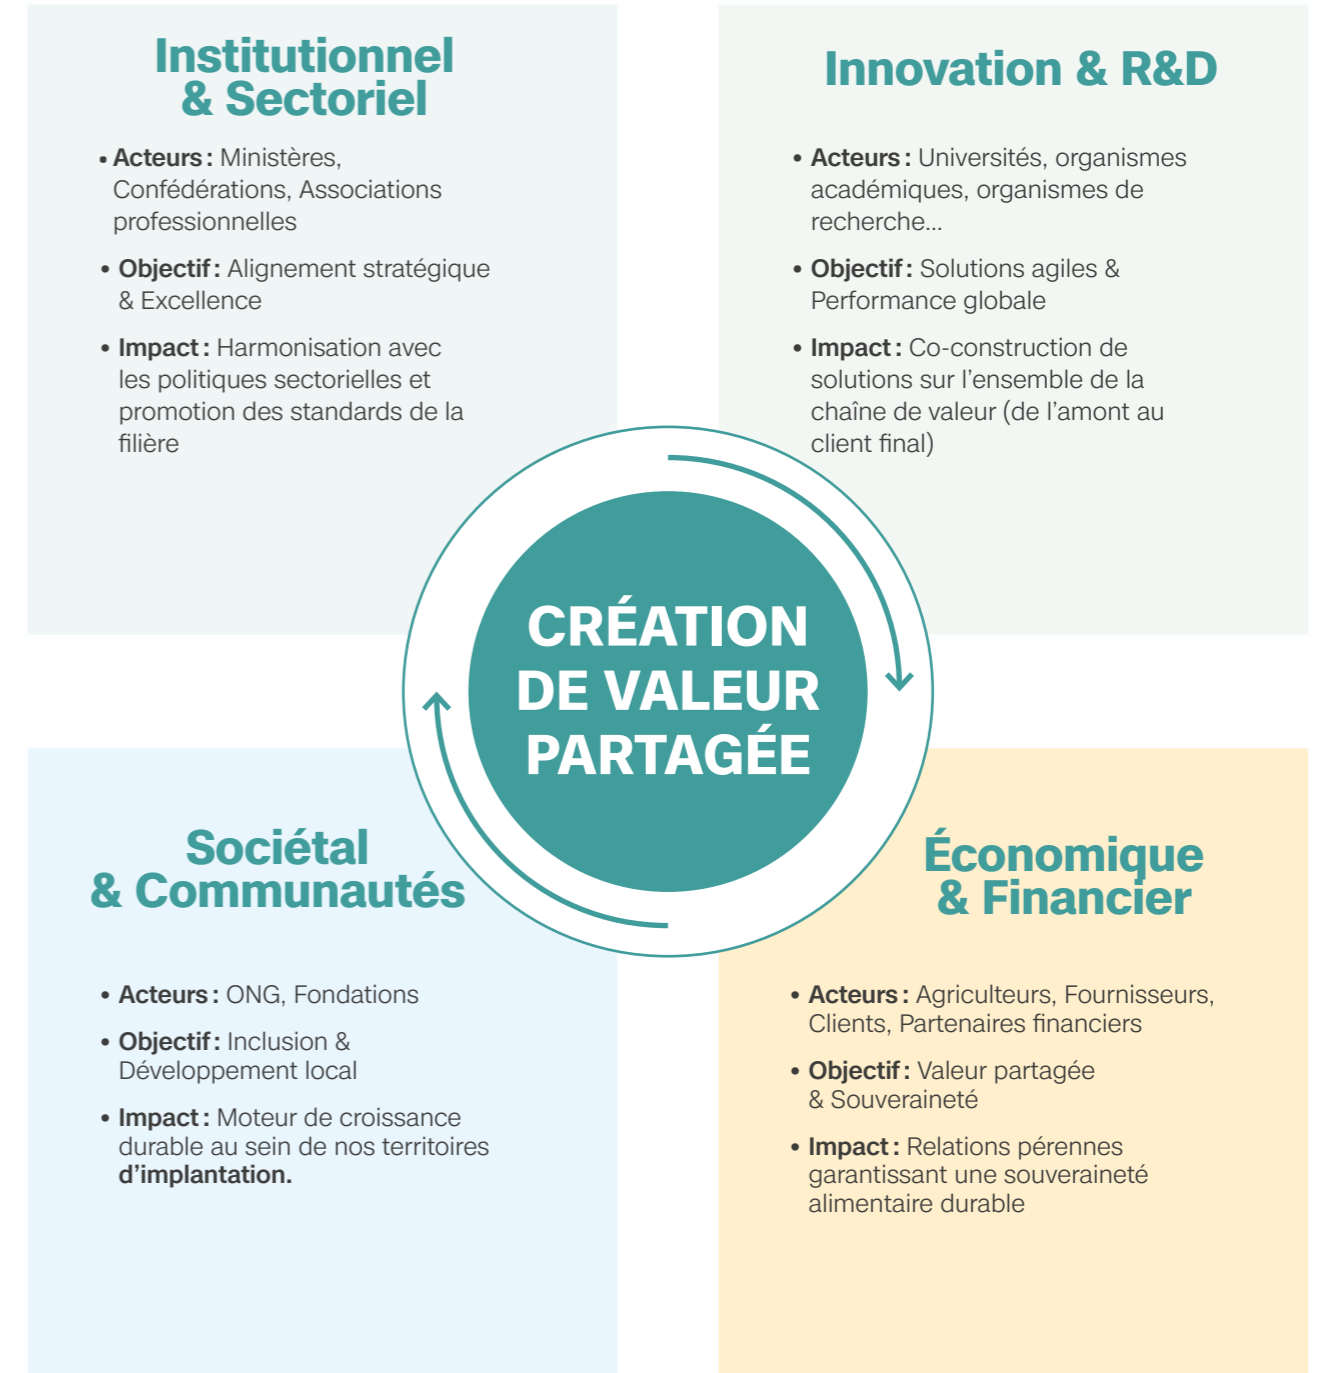 Institutionnel
& Sectoriel
• Acteurs : Ministères,
Confédérations, Associations
professionnelles
• Objectif : Alignement stratégique
& Excellence
• Impact : Harmonisation avec
les politiques sectorielles et
promotion des standards de la
filière
Innovation & R&D
• Acteurs : Universités, organismes
académiques, organismes de
recherche...
• Objectif : Solutions agiles &
Performance globale
• Impact : Co-construction de
solutions sur l'ensemble de la
chaîne de valeur (de l'amont au
client final)
CRÉATION
DE VALEUR
PARTAGÉE
Sociétal
& Communautés
• Acteurs : ONG, Fondations
• Objectif : Inclusion &
Développement local
• Impact : Moteur de croissance
durable au sein de nos territoires
d'implantation.
Économique
& Financier
• Acteurs : Agriculteurs, Fournisseurs,
Clients, Partenaires financiers
• Objectif : Valeur partagée
& Souveraineté
• Impact : Relations pérennes
garantissant une souveraineté
alimentaire durable